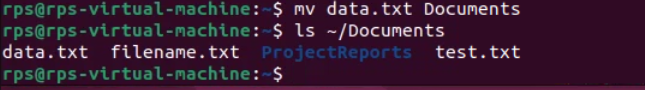 rps@rps-virtual-machine:~$ mv data.txt Documents
rps@rps-virtual-machine:~$ ls ~/Documents
data.txt  filename.txt  ProjectReports  test.txt
rps@rps-virtual-machine:~$